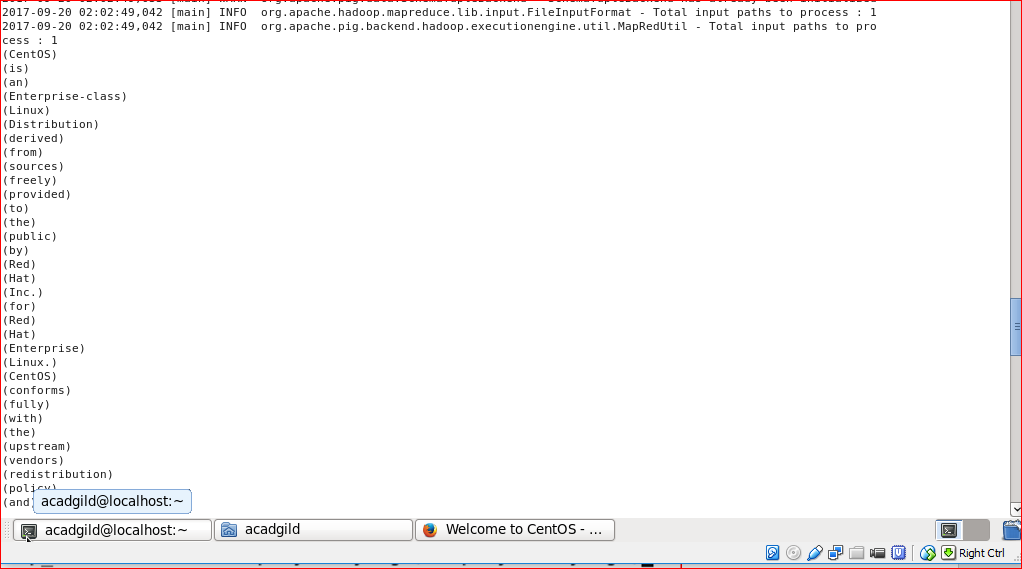 2017-09-20 02:02:49,042 [main] INFO  org.apache.hadoop.mapreduce.lib.input.FileInputFormat - Total input paths to process : 1
2017-09-20 02:02:49,042 [main] INFO  org.apache.pig.backend.hadoop.executionengine.util.MapRedUtil - Total input paths to pro
cess : 1
(CentOS)
(is)
(an)
(Enterprise-class)
(Linux)
(Distribution)
(derived)
(from)
(sources)
(freely)
(provided)
(to)
(the)
(public)
(by)
(Red)
(Hat)
(Inc.)
(for)
(Red)
(Hat)
(Enterprise)
(Linux.)
(CentOS)
(conforms)
(fully)
(with)
(the)
(upstream)
(vendors)
(redistribution)
(policy)
(and)
acadgild@localhost:~
acadgild@localhost:~
acadgild
Welcome to CentOS - ...
Right Ctrl